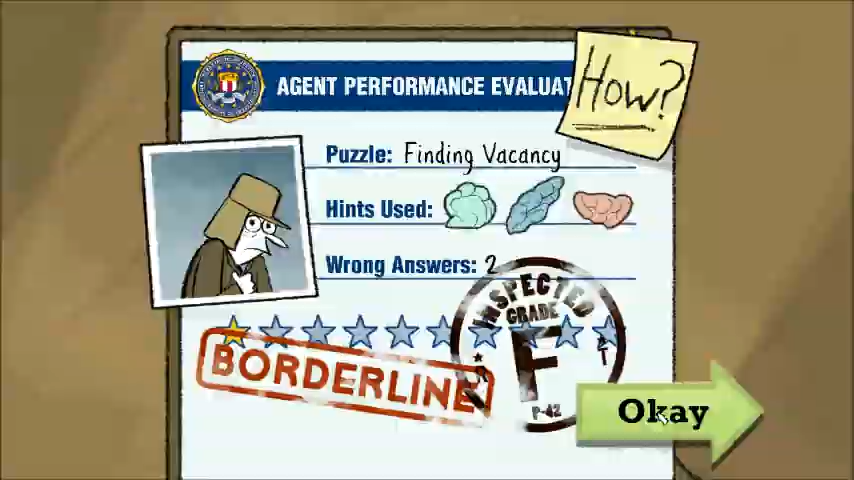 AGENT PERFORMANCE EVALUAT
How?
Puzzle: Finding Vacancy
Hints Used:
Wrong Answers: 2
INSPECTED
GRADE
F
P-42
BORDERLINE
Okay